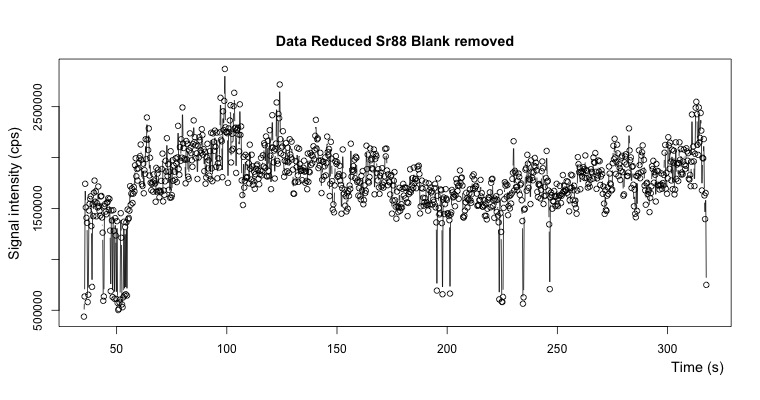 Data Reduced Sr88 Blank removed
Signal intensity (cps)
2500000
1500000
500000
50 100 150 200 250 300
Time (s)